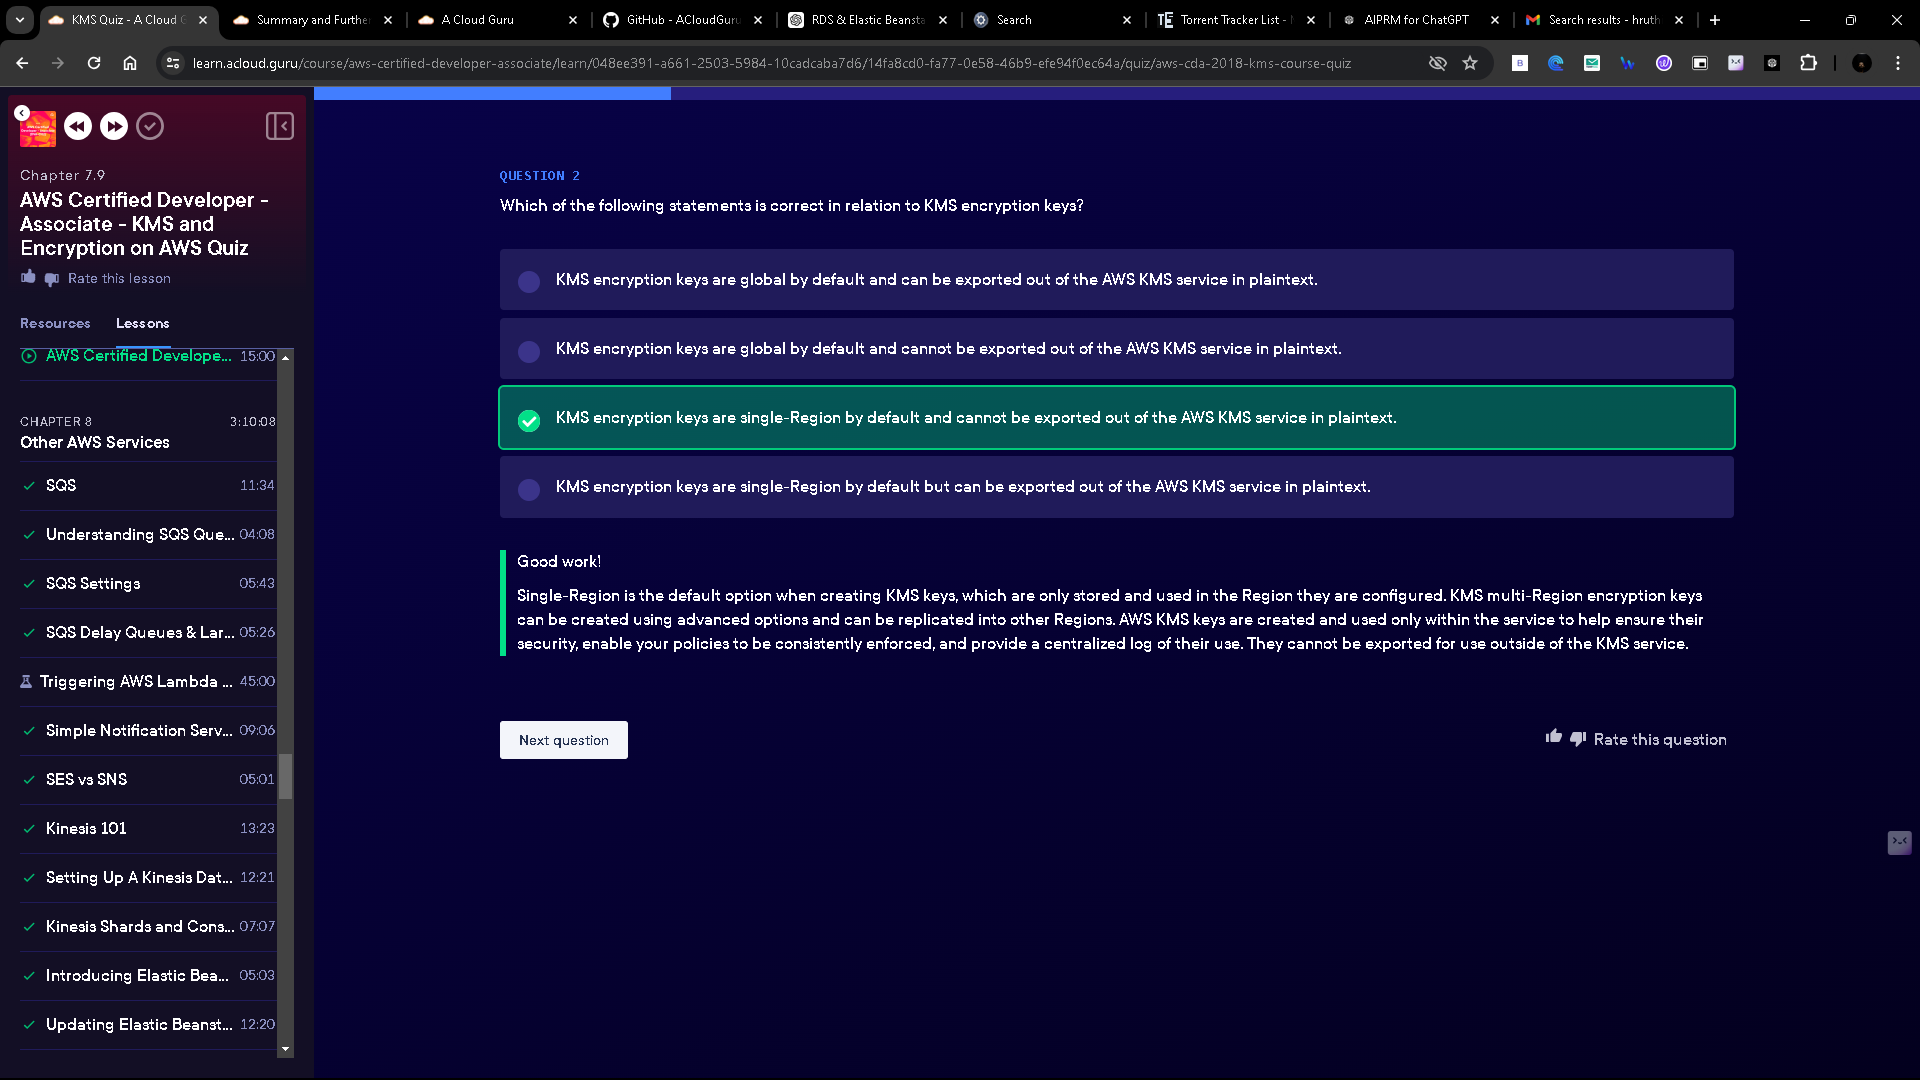 KMS Quiz - A Cloud G
Summary and Further
A Cloud Guru
GitHub - ACloudGuru
RDS & Elastic Beansta
Search
Torrent Tracker List -
AIPRM for ChatGPT
Search results - hruth
learn.acloud.guru/course/aws-certified-developer-associate/learn/048ee391-a661-2503-5984-10cadcaba7d6/14fa8cd0-fa77-0e58-46b9-efe94f0ec64a/quiz/aws-cda-2018-kms-course-quiz
Chapter 7.9
AWS Certified Developer -
Associate - KMS and
Encryption on AWS Quiz
Rate this lesson
Resources
Lessons
AWS Certified Develope... 15:00
CHAPTER 8 3:10:08
Other AWS Services
SQS 11:34
Understanding SQS Que... 04:08
SQS Settings 05:43
SQS Delay Queues & Lar... 05:26
Triggering AWS Lambda ... 45:00
Simple Notification Serv... 09:06
SES vs SNS 05:01
Kinesis 101 13:23
Setting Up A Kinesis Dat... 12:21
Kinesis Shards and Cons... 07:07
Introducing Elastic Bea... 05:03
Updating Elastic Beanst... 12:20
QUESTION 2
Which of the following statements is correct in relation to KMS encryption keys?
KMS encryption keys are global by default and can be exported out of the AWS KMS service in plaintext.
KMS encryption keys are global by default and cannot be exported out of the AWS KMS service in plaintext.
KMS encryption keys are single-Region by default and cannot be exported out of the AWS KMS service in plaintext.
KMS encryption keys are single-Region by default but can be exported out of the AWS KMS service in plaintext.
Good work!
Single-Region is the default option when creating KMS keys, which are only stored and used in the Region they are configured. KMS multi-Region encryption keys
can be created using advanced options and can be replicated into other Regions. AWS KMS keys are created and used only within the service to help ensure their
security, enable your policies to be consistently enforced, and provide a centralized log of their use. They cannot be exported for use outside of the KMS service.
Next question
Rate this question